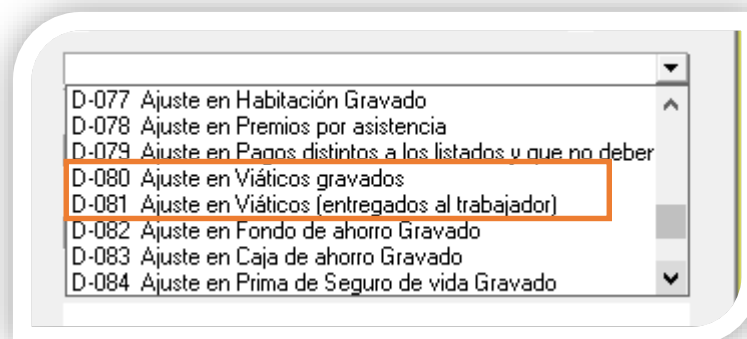 D-077 Ajuste en Habitación Gravado
D-078 Ajuste en Premios por asistencia
D-079 Ajuste en Pagos distintos a los listados y que no deber
D-080 Ajuste en Viáticos gravados
D-081 Ajuste en Viáticos (entregados al trabajador)
D-082 Ajuste en Fondo de ahorro Gravado
D-083 Ajuste en Caja de ahorro Gravado
D-084 Ajuste en Prima de Seguro de vida Gravado